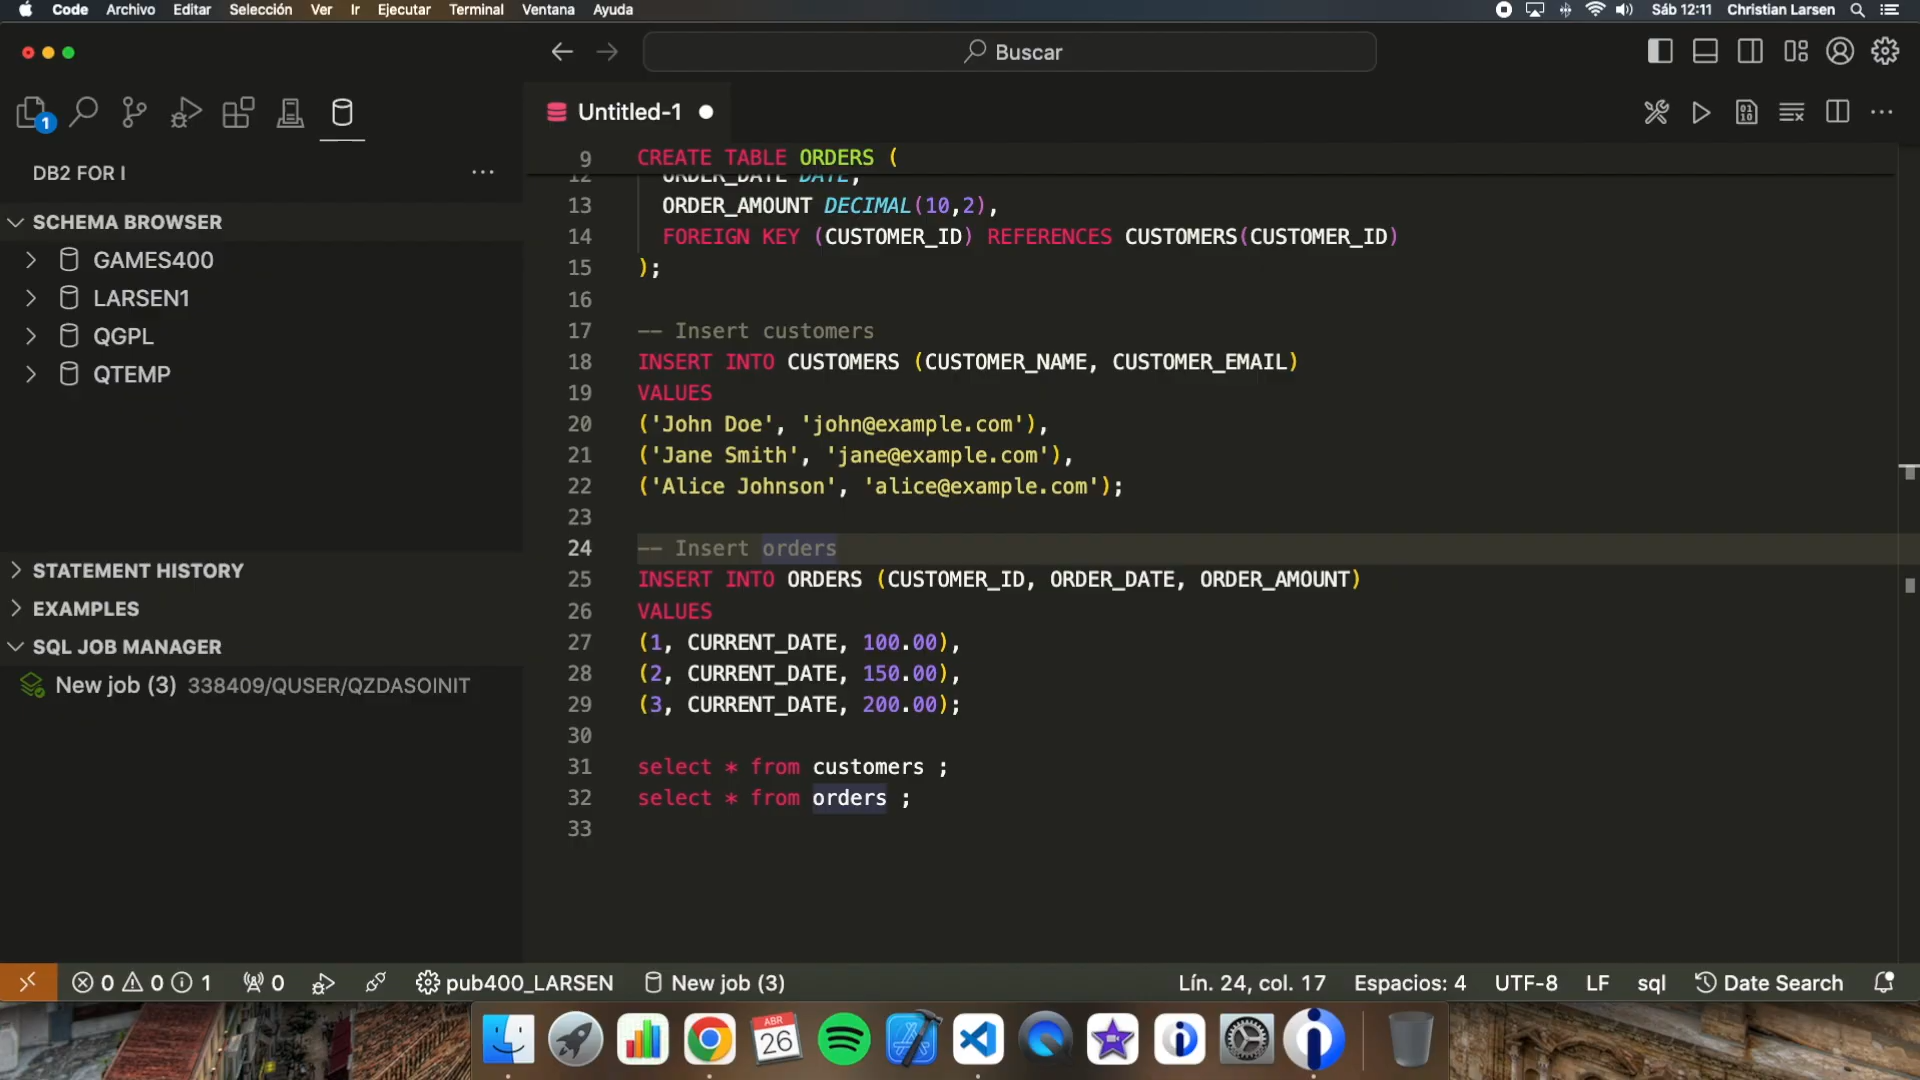 Code Archivo Editar Selección Ver Ir Ejecutar Terminal Ventana Ayuda Sáb 12:11 Christian Larsen
Buscar
1
Untitled-1
DB2 FOR I
SCHEMA BROWSER
GAMES400
LARSEN1
QGPL
QTEMP
STATEMENT HISTORY
EXAMPLES
SQL JOB MANAGER
New job (3) 338409/QUSER/QZDASOINIT
9 CREATE TABLE ORDERS (
12 ORDER_DATE DATE,
13 ORDER_AMOUNT DECIMAL(10,2),
14 FOREIGN KEY (CUSTOMER_ID) REFERENCES CUSTOMERS(CUSTOMER_ID)
15 );
16
17 -- Insert customers
18 INSERT INTO CUSTOMERS (CUSTOMER_NAME, CUSTOMER_EMAIL)
19 VALUES
20 ('John Doe', 'john@example.com'),
21 ('Jane Smith', 'jane@example.com'),
22 ('Alice Johnson', 'alice@example.com');
23
24 -- Insert orders
25 INSERT INTO ORDERS (CUSTOMER_ID, ORDER_DATE, ORDER_AMOUNT)
26 VALUES
27 (1, CURRENT_DATE, 100.00),
28 (2, CURRENT_DATE, 150.00),
29 (3, CURRENT_DATE, 200.00);
30
31 select * from customers ;
32 select * from orders ;
33
0 0 1 0 pub400_LARSEN New job (3) Lín. 24, col. 17 Espacios: 4 UTF-8 LF sql Date Search
ABR
26